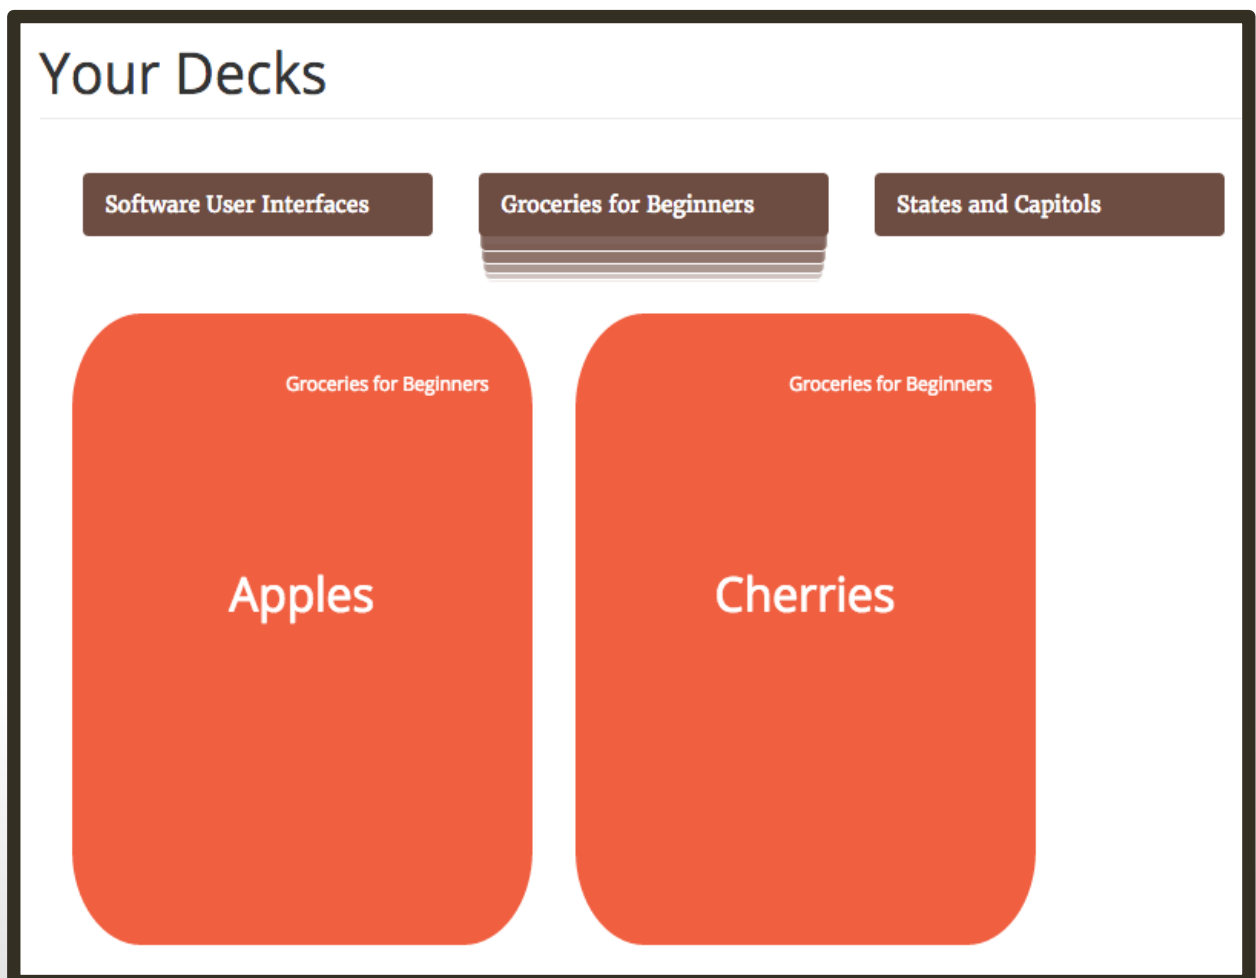 Your Decks
Software User Interfaces
Groceries for Beginners
States and Capitols
Groceries for Beginners
Apples
Groceries for Beginners
Cherries